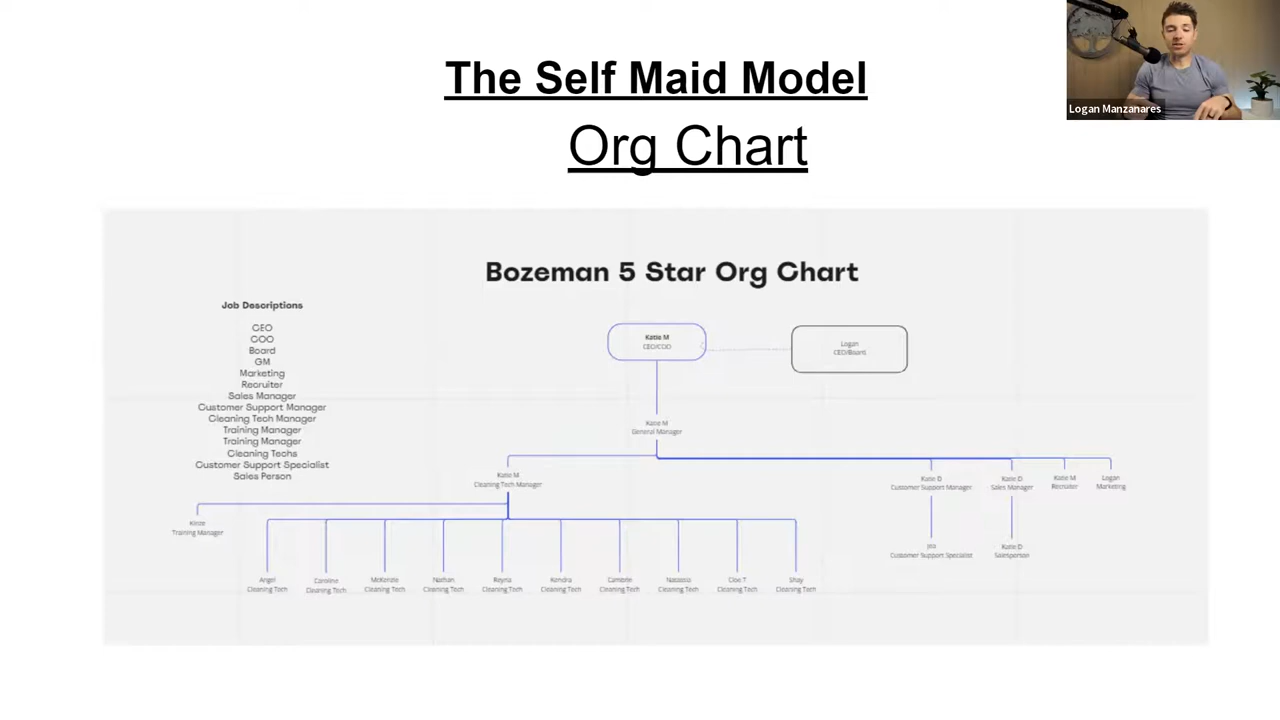 The Self Maid Model
Org Chart
Logan Manzanares
Bozeman 5 Star Org Chart
Job Descriptions
CEO
COO
Board
GM
Marketing
Recruiter
Sales Manager
Customer Support Manager
Cleaning Tech Manager
Training Manager
Training Manager
Cleaning Techs
Customer Support Specialist
Sales Person
Katie M
CEO/COO
Logan
CEO/Board
Katie M
General Manager
Katie M
Cleaning Tech Manager
Katie D
Customer Support Manager
Katie D
Sales Manager
Katie M
Recruiter
Logan
Marketing
Training Manager
Customer Support Specialist
Katie D
Salesperson
Angel
Cleaning Tech
Caroline
Cleaning Tech
McKenzie
Cleaning Tech
Nathan
Cleaning Tech
Reyna
Cleaning Tech
Kendra
Cleaning Tech
Cleaning Tech
Cleaning Tech
Cloe T
Cleaning Tech
Shay
Cleaning Tech